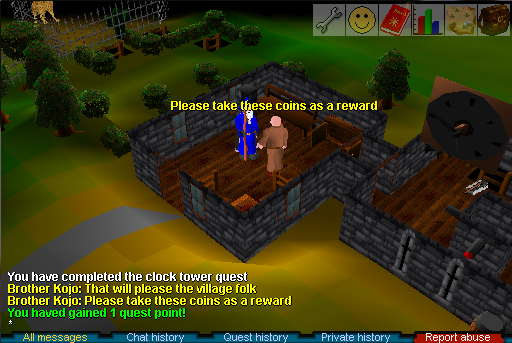 Please take these coins as a reward
You have completed the clock tower quest
Brother Kojo: That will please the village folk
Brother Kojo: Please take these coins as a reward
You haved gained 1 quest point!
*
All messages Chat history Quest history Private history Report abuse